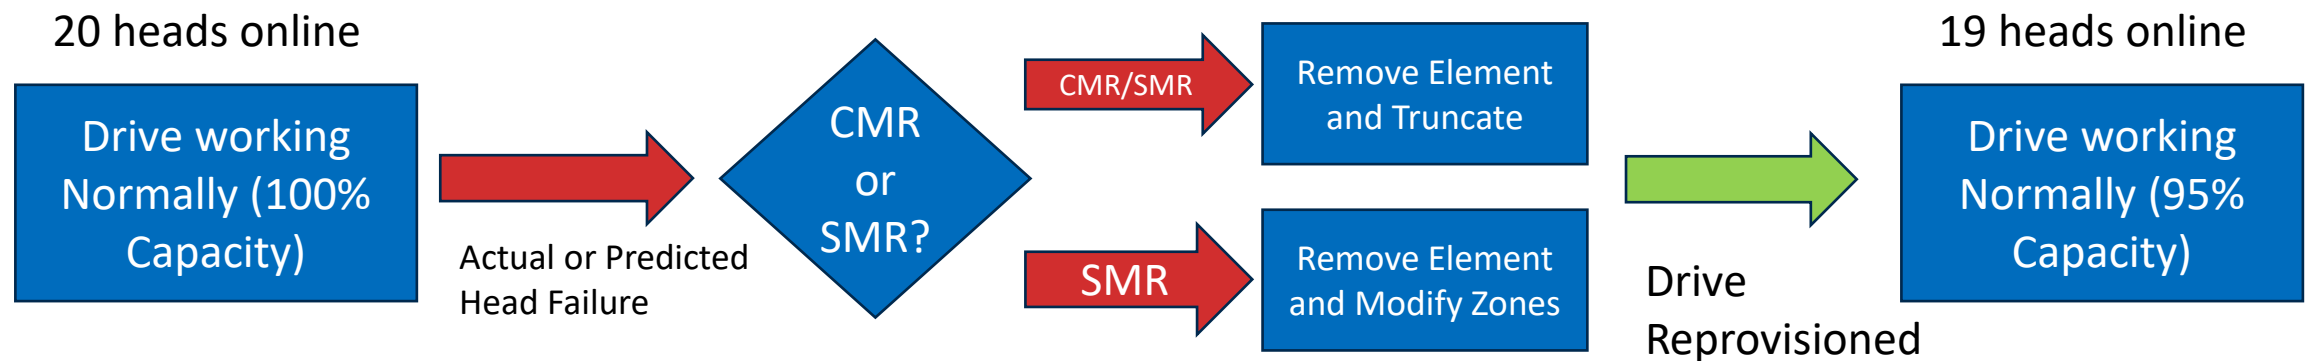 20 heads online
Drive working
Normally (100%
Capacity)
Actual or Predicted
Head Failure
CMR
or
SMR?
CMR/SMR
Remove Element
and Truncate
SMR
Remove Element
and Modify Zones
Drive
Reprovisioned
19 heads online
Drive working
Normally (95%
Capacity)